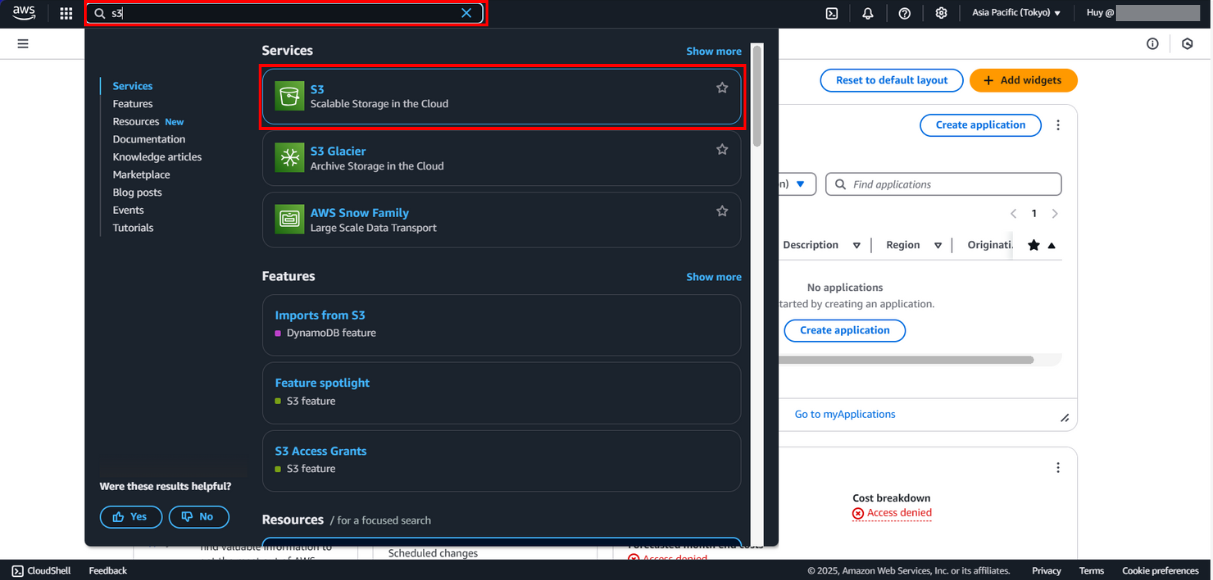 aws
s3
Asia Pacific (Tokyo)
Huy @
Services
Show more
Services
Features
Resources New
Documentation
Knowledge articles
Marketplace
Blog posts
Events
Tutorials
S3
Scalable Storage in the Cloud
S3 Glacier
Archive Storage in the Cloud
AWS Snow Family
Large Scale Data Transport
Features
Show more
Imports from S3
DynamoDB feature
Feature spotlight
S3 feature
S3 Access Grants
S3 feature
Resources / for a focused search
Were these results helpful?
Yes
No
Reset to default layout
+ Add widgets
Create application
Find applications
1
Description
Region
Originati
No applications
started by creating an application.
Create application
Go to myApplications
Cost breakdown
Access denied
find valuable information to
Scheduled changes
Forecasted month end costs
Access denied
CloudShell
Feedback
© 2025, Amazon Web Services, Inc. or its affiliates.
Privacy
Terms
Cookie preferences